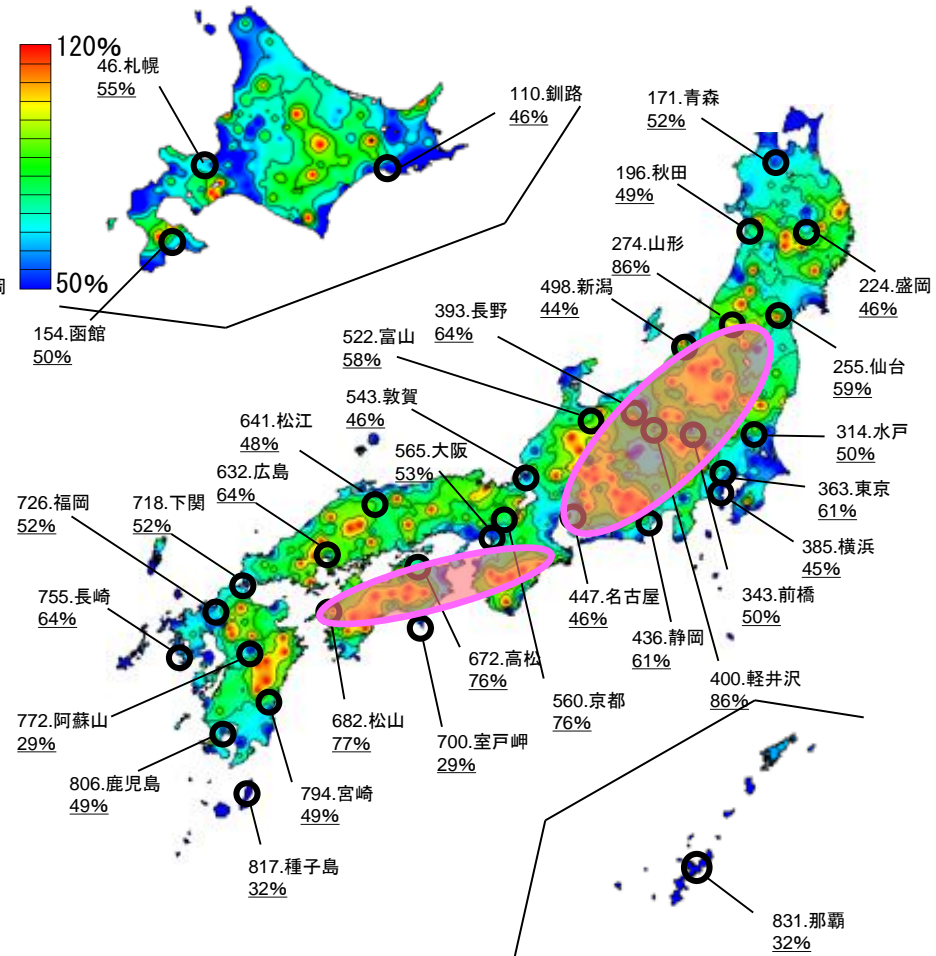 120%
50%
岡
46.札幌
55%
110.釧路
46%
154.函館
50%
171.青森
52%
196.秋田
49%
274.山形
86%
224.盛岡
46%
498.新潟
44%
393.長野
64%
522.富山
58%
255.仙台
59%
543.敦賀
46%
641.松江
48%
565.大阪
53%
314.水戸
50%
632.広島
64%
363.東京
61%
726.福岡
52%
718.下関
52%
385.横浜
45%
755.長崎
64%
447.名古屋
46%
343.前橋
50%
436.静岡
61%
672.高松
76%
400.軽井沢
86%
560.京都
76%
772.阿蘇山
29%
682.松山
77%
700.室戸岬
29%
806.鹿児島
49%
794.宮崎
49%
817.種子島
32%
831.那覇
32%